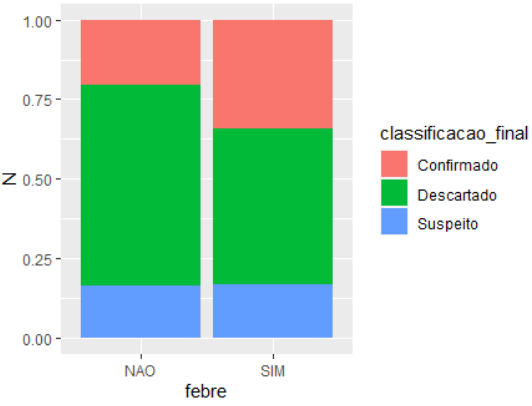 1.00
0.75
0.50
0.25
0.00
N
NAO
SIM
febre
classificacao_final
Confirmado
Descartado
Suspeito